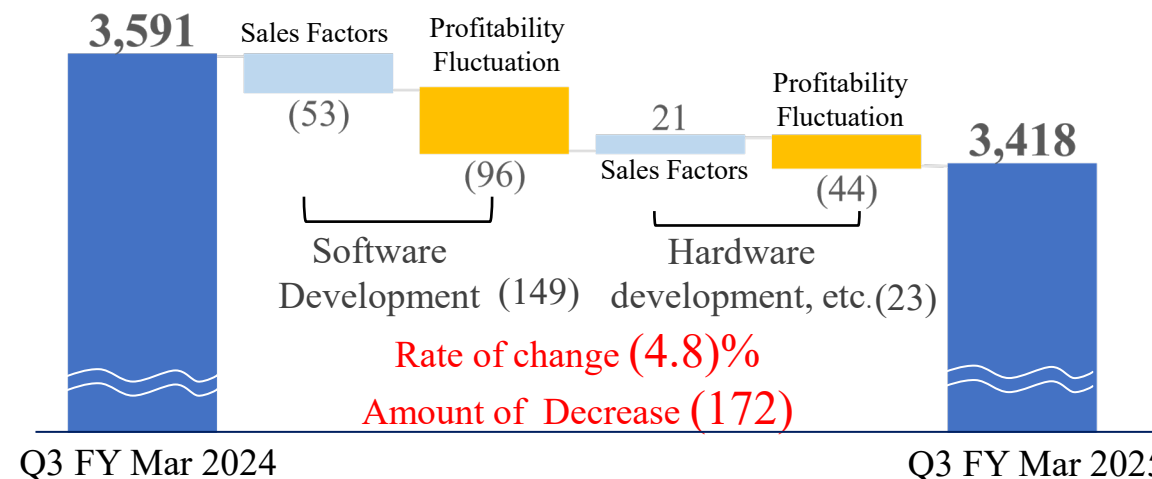 3,591
Sales Factors
(53)
Profitability
Fluctuation
(96)
21
Sales Factors
Profitability
Fluctuation
(44)
3,418
Software
Development (149)
Hardware
development, etc.(23)
Rate of change (4.8)%
Amount of Decrease (172)
Q3 FY Mar 2024
Q3 FY Mar 2025